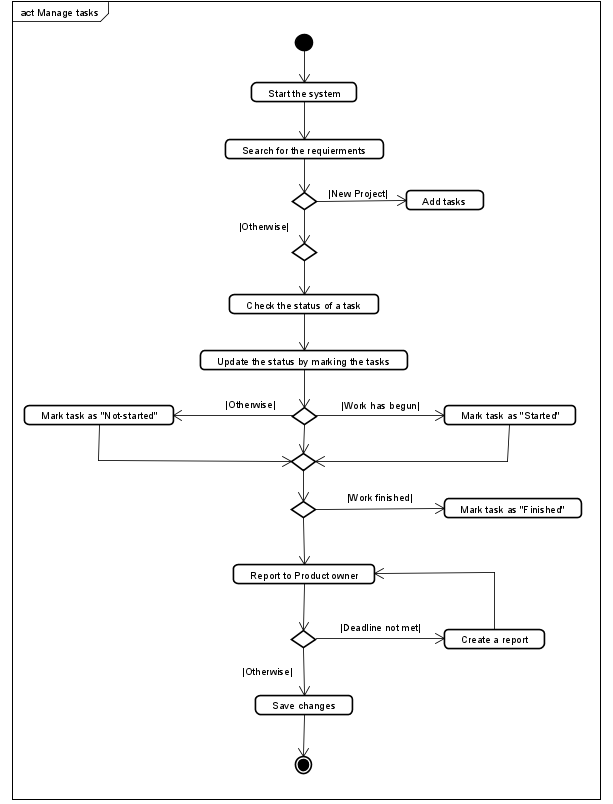 act Manage tasks
Start the system
Search for the requierments
|New Project|
Add tasks
|Otherwise|
Check the status of a task
Update the status by marking the tasks
|Otherwise|
|Work has begun|
Mark task as "Not-started"
Mark task as "Started"
|Work finished|
Mark task as "Finished"
Report to Product owner
|Deadline not met|
Create a report
|Otherwise|
Save changes